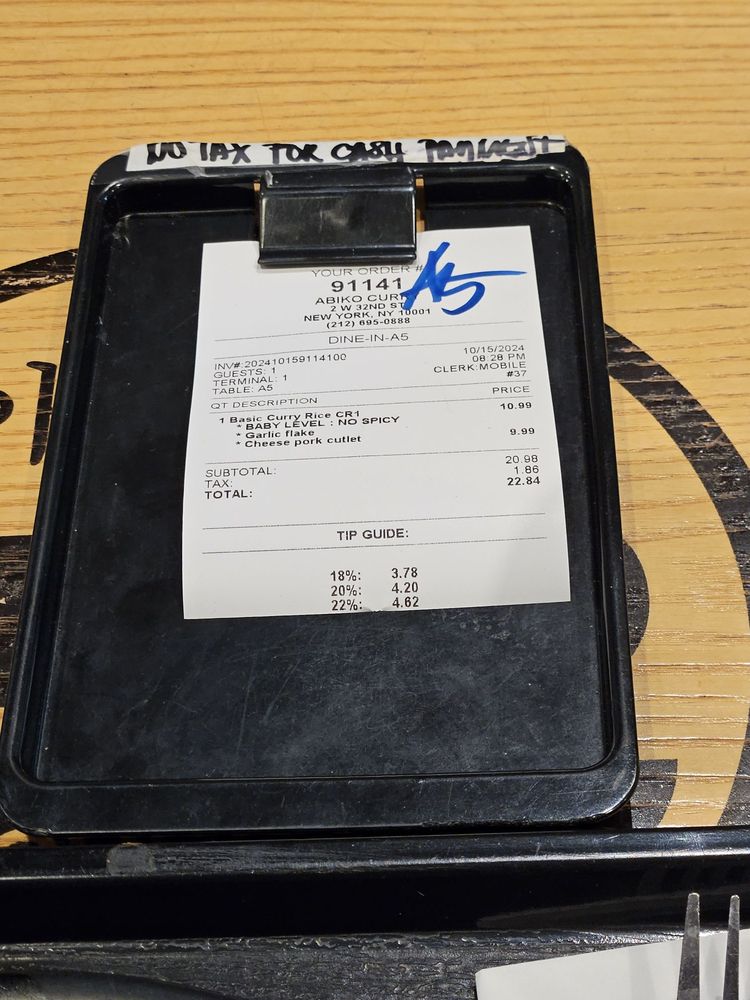 NO TAX FOR CASH PAYMENT
YOUR ORDER #
91141
A5
ABIKO CURRY
2 W 32ND ST
NEW YORK, NY 10001
(212) 695-0888
DINE-IN-A5
INV#:202410159114100 10/15/2024
GUESTS: 1 08:28 PM
TERMINAL: 1 CLERK:MOBILE
TABLE: A5 #37
QT DESCRIPTION PRICE
1 Basic Curry Rice CR1 10.99
* BABY LEVEL : NO SPICY
* Garlic flake
* Cheese pork cutlet 9.99
SUBTOTAL: 20.98
TAX: 1.86
TOTAL: 22.84
TIP GUIDE:
18%: 3.78
20%: 4.20
22%: 4.62